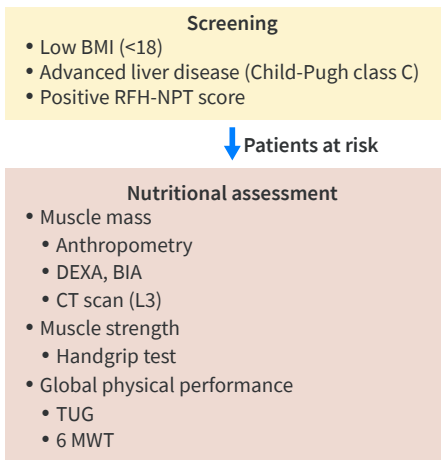 Screening
• Low BMI (<18)
• Advanced liver disease (Child-Pugh class C)
• Positive RFH-NPT score
Patients at risk
Nutritional assessment
• Muscle mass
• Anthropometry
• DEXA, BIA
• CT scan (L3)
• Muscle strength
• Handgrip test
• Global physical performance
• TUG
• 6 MWT